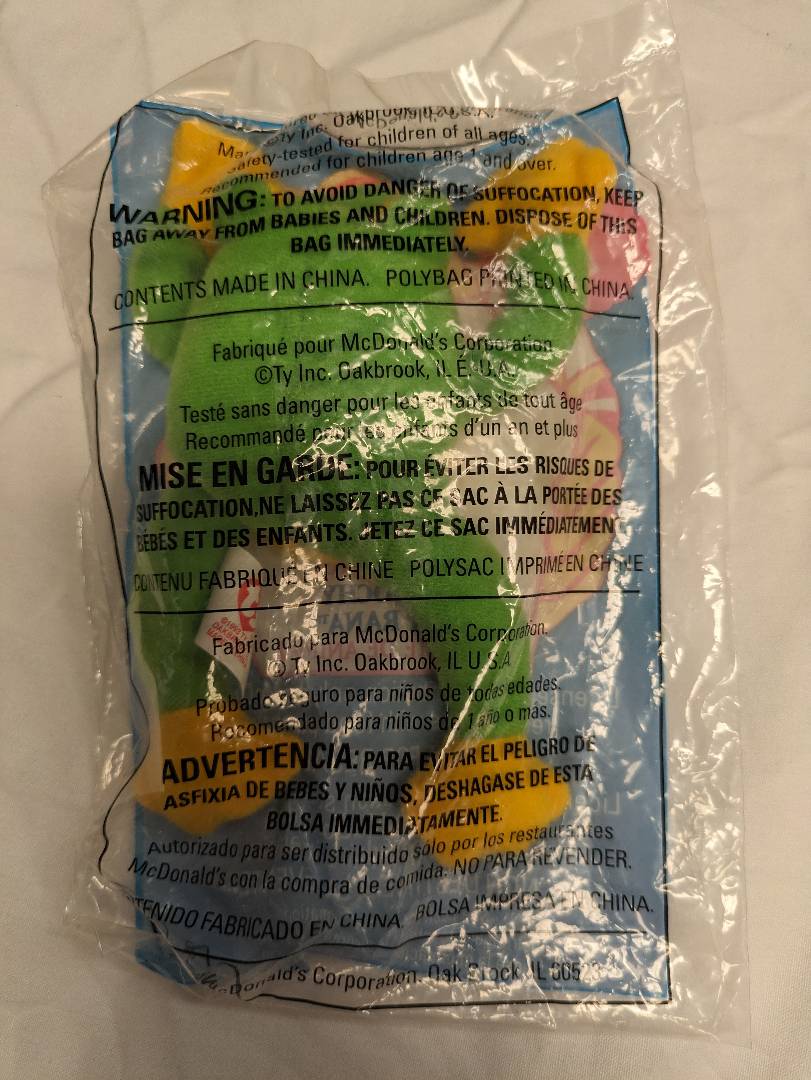 Oakbrook
Ty Inc.
safety-tested for children of all ages.
Recommended for children age 1 and over.
WARNING: TO AVOID DANGER OF SUFFOCATION, KEEP
BAG AWAY FROM BABIES AND CHILDREN. DISPOSE OF THIS
BAG IMMEDIATELY.
CONTENTS MADE IN CHINA. POLYBAG PRINTED IN CHINA.
Fabriqué pour McDonald's Corporation
©Ty Inc. Oakbrook, IL É.-U.A.
Testé sans danger pour les enfants de tout âge
Recommandé pour les enfants d'un an et plus
MISE EN GARDE: POUR ÉVITER LES RISQUES DE
SUFFOCATION,NE LAISSEZ PAS CE SAC À LA PORTÉE DES
BÉBÉS ET DES ENFANTS. JETEZ CE SAC IMMÉDIATEMENT
CONTENU FABRIQUÉ EN CHINE POLYSAC IMPRIMÉ EN CHINE
Fabricado para McDonald's Corporation.
© Ty Inc. Oakbrook, IL U.S.A
Probado seguro para niños de todas edades.
Recomendado para niños de 1 año o más.
ADVERTENCIA: PARA EVITAR EL PELIGRO DE
ASFIXIA DE BEBES Y NIÑOS, DESHAGASE DE ESTA
BOLSA IMMEDIATAMENTE.
Autorizado para ser distribuido sólo por los restaurantes
McDonald's con la compra de comida. NO PARA REVENDER.
TENIDO FABRICADO EN CHINA. BOLSA IMPRESA EN CHINA.
McDonald's Corporation, Oak Brook, IL 60523